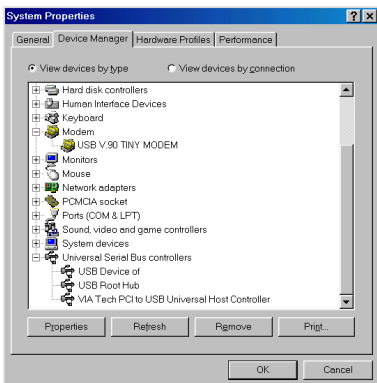 System Properties
General Device Manager Hardware Profiles Performance
View devices by type View devices by connection
Hard disk controllers
Human Interface Devices
Keyboard
Modem
USB V.90 TINY MODEM
Monitors
Mouse
Network adapters
PCMCIA socket
Ports (COM & LPT)
Sound, video and game controllers
System devices
Universal Serial Bus controllers
USB Device of
USB Root Hub
VIA Tech PCI to USB Universal Host Controller
Properties Refresh Remove Print...
OK Cancel